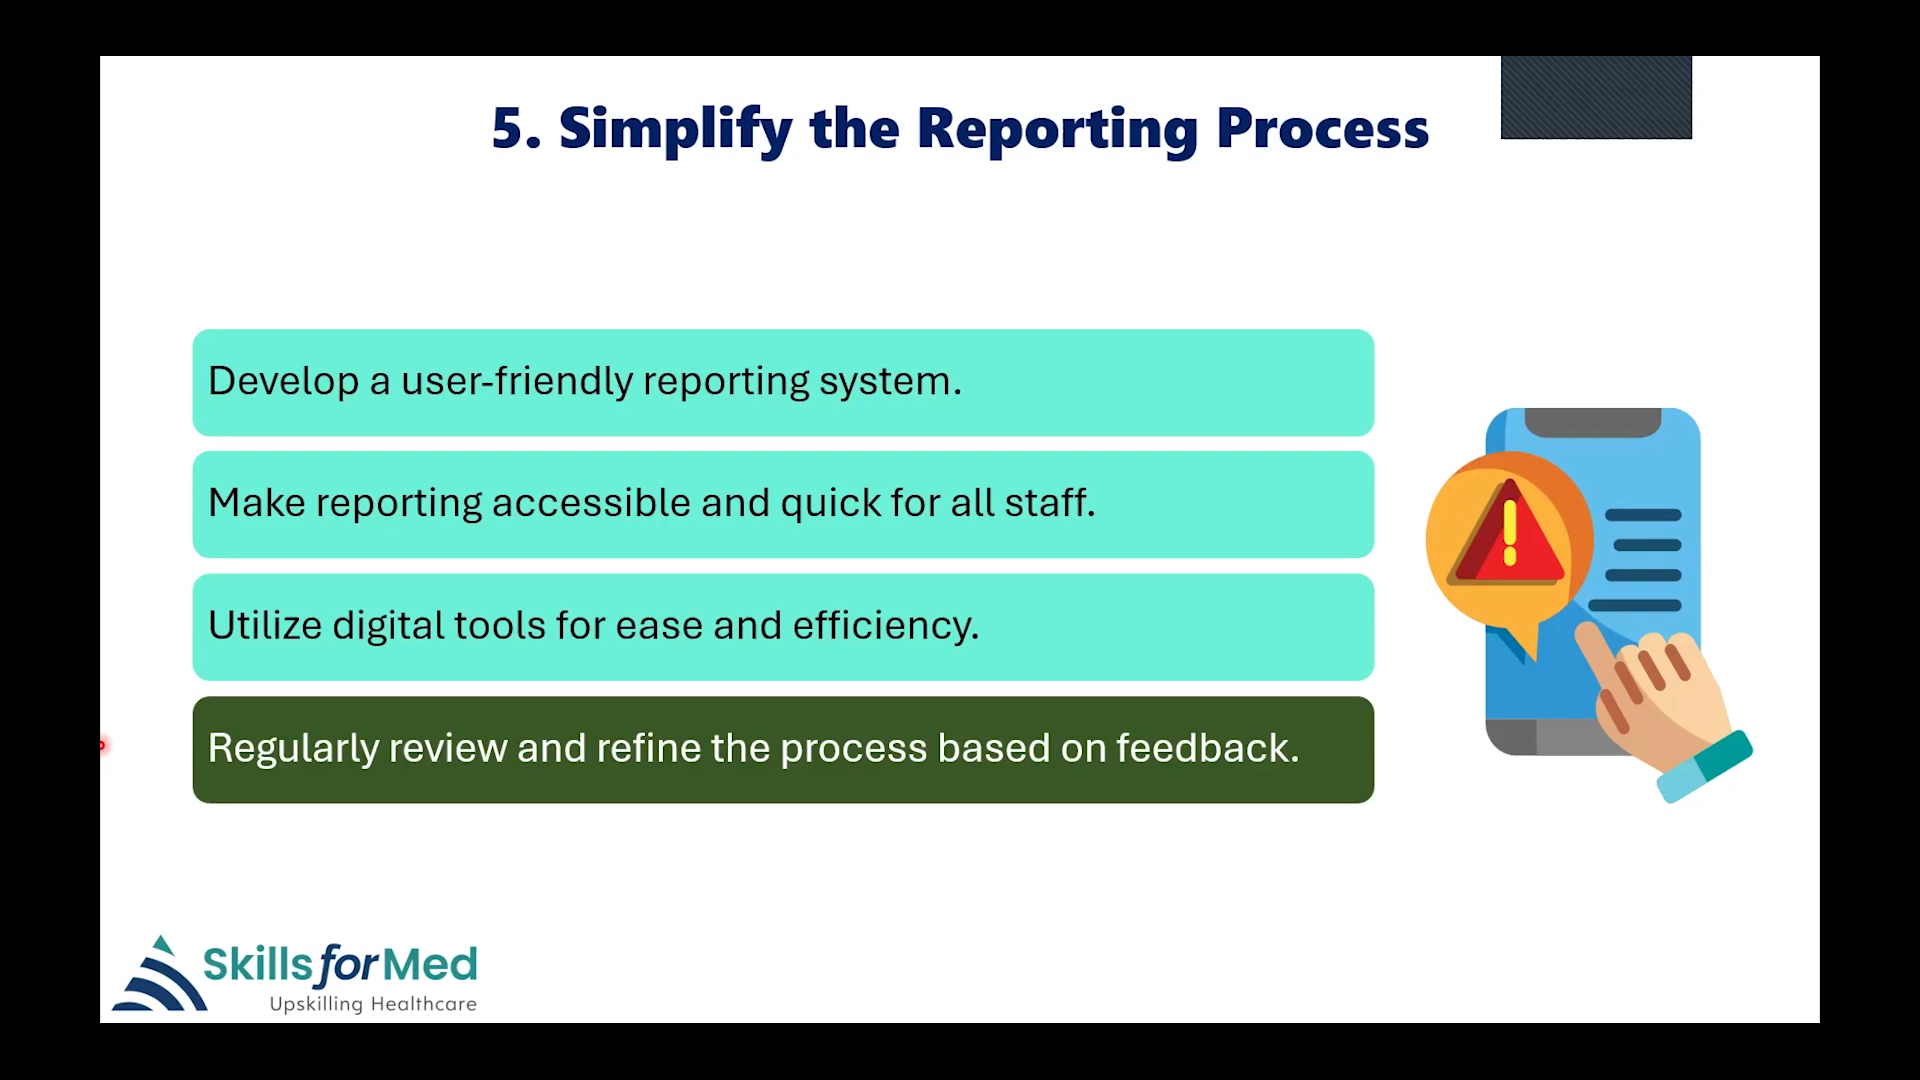 5. Simplify the Reporting Process
Develop a user-friendly reporting system.
Make reporting accessible and quick for all staff.
Utilize digital tools for ease and efficiency.
Regularly review and refine the process based on feedback.
SkillsforMed
Upskilling Healthcare